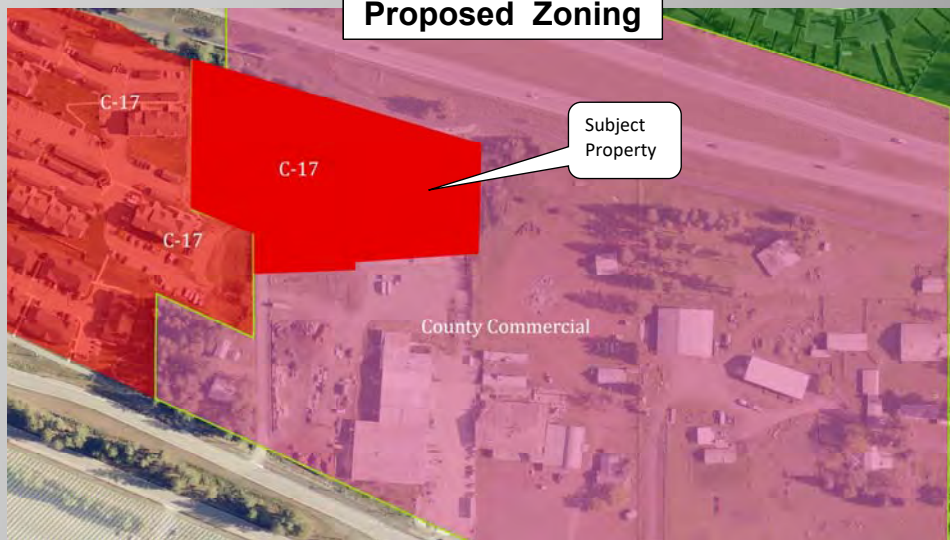 Proposed Zoning
C-17
Subject
Property
C-17
C-17
County Commercial